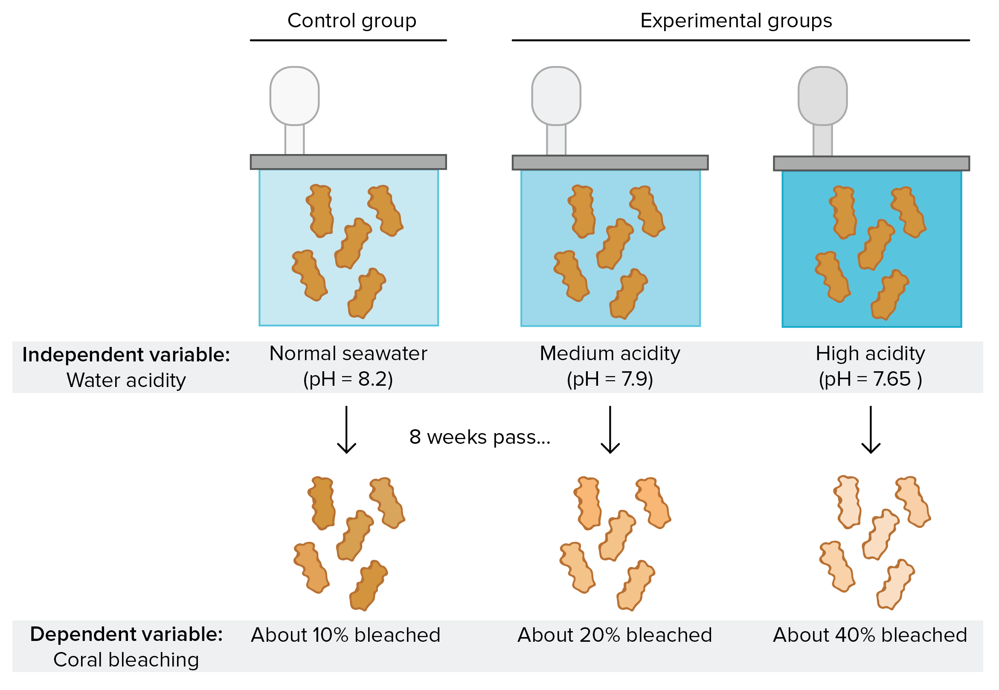 Control group
Experimental groups
Independent variable:
Water acidity
Normal seawater
(pH = 8.2)
Medium acidity
(pH = 7.9)
High acidity
(pH = 7.65 )
8 weeks pass...
Dependent variable:
Coral bleaching
About 10% bleached
About 20% bleached
About 40% bleached